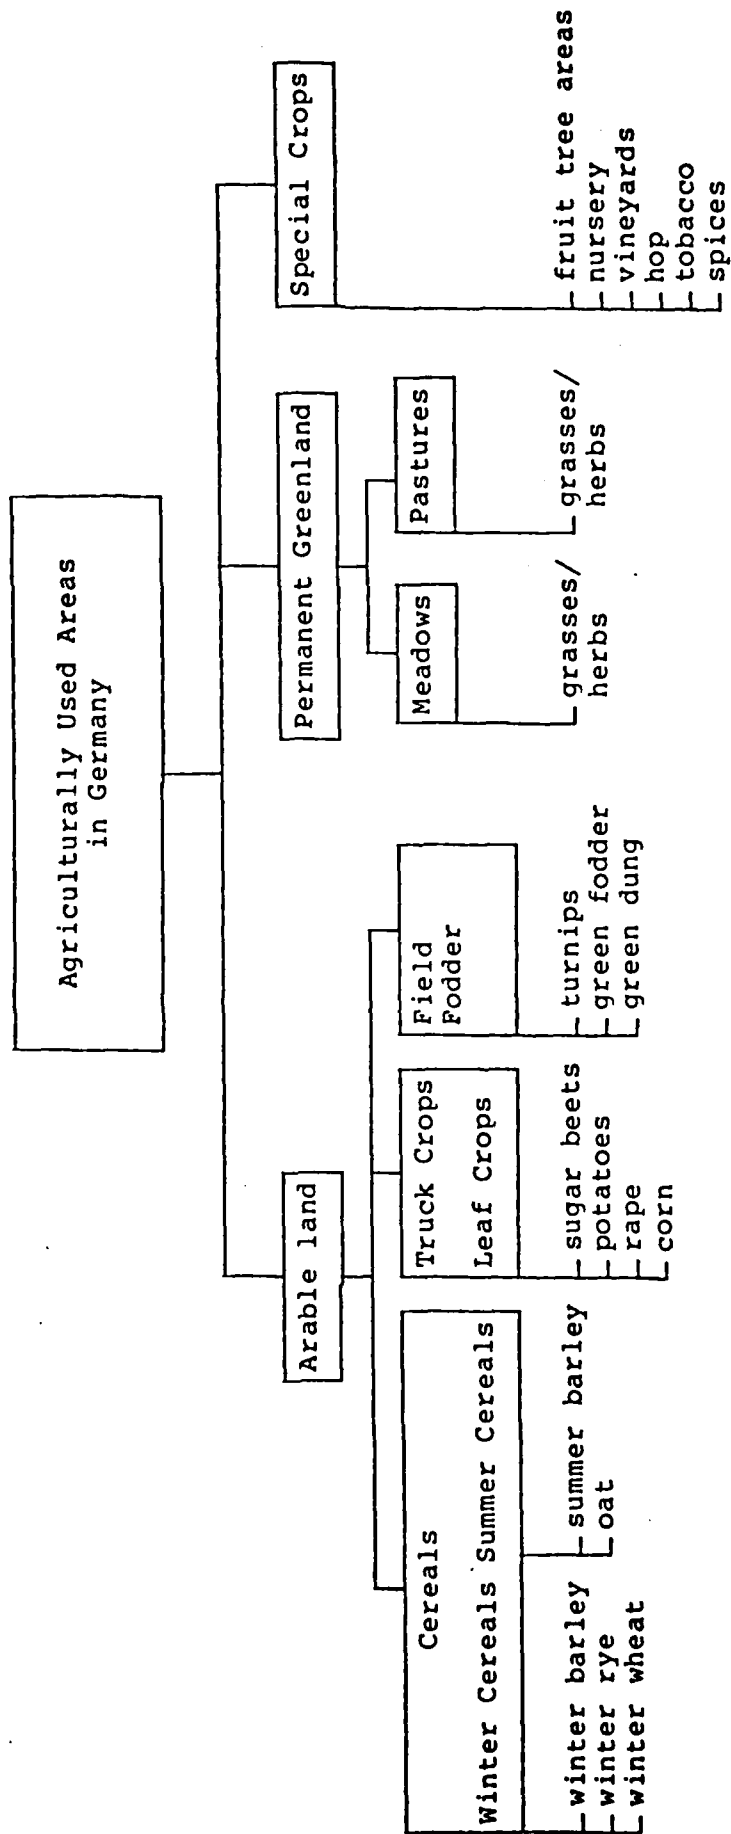 Agriculturally Used Areas
in Germany
Arable land
Permanent Greenland
Special Crops
Cereals
Winter Cereals Summer Cereals
Truck Crops
Leaf Crops
Field
Fodder
Meadows
Pastures
winter barley
winter rye
winter wheat
summer barley
oat
sugar beets
potatoes
rape
corn
turnips
green fodder
green dung
grasses/
herbs
grasses/
herbs
fruit tree areas
nursery
vineyards
hop
tobacco
spices